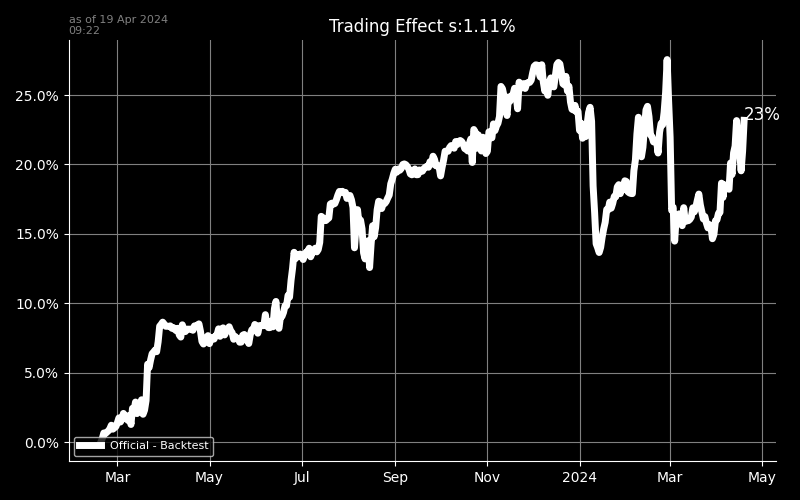 as of 19 Apr 2024
09:22
Trading Effect s:1.11%
25.0%
20.0%
15.0%
10.0%
5.0%
0.0%
23%
Official - Backtest
Mar May Jul Sep Nov 2024 Mar May